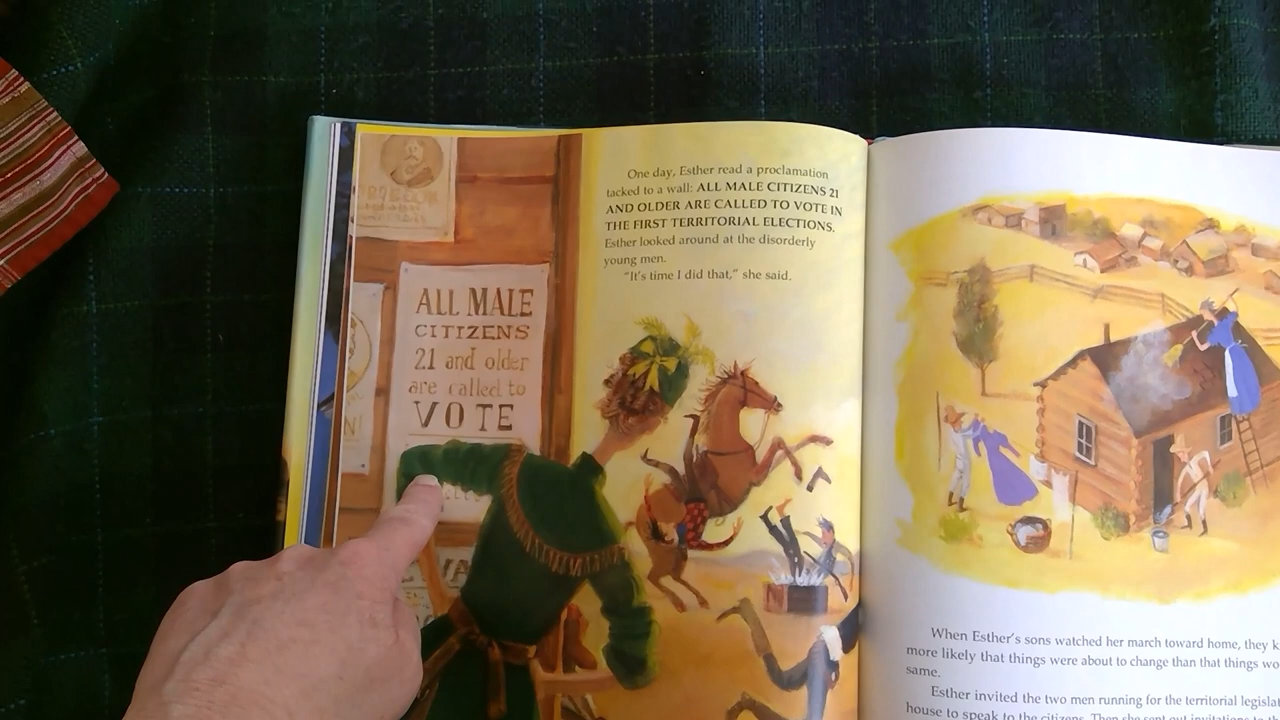 One day, Esther read a proclamation
tacked to a wall: ALL MALE CITIZENS 21
AND OLDER ARE CALLED TO VOTE IN
THE FIRST TERRITORIAL ELECTIONS.
Esther looked around at the disorderly
young men.
"It's time I did that," she said.
ALL MALE
CITIZENS
21 and older
are called to
VOTE
When Esther's sons watched her march toward home, they
more likely that things were about to change than that things
same.
Esther invited the two men running for the territorial
house to speak to the citizens. Then she sent out invitations